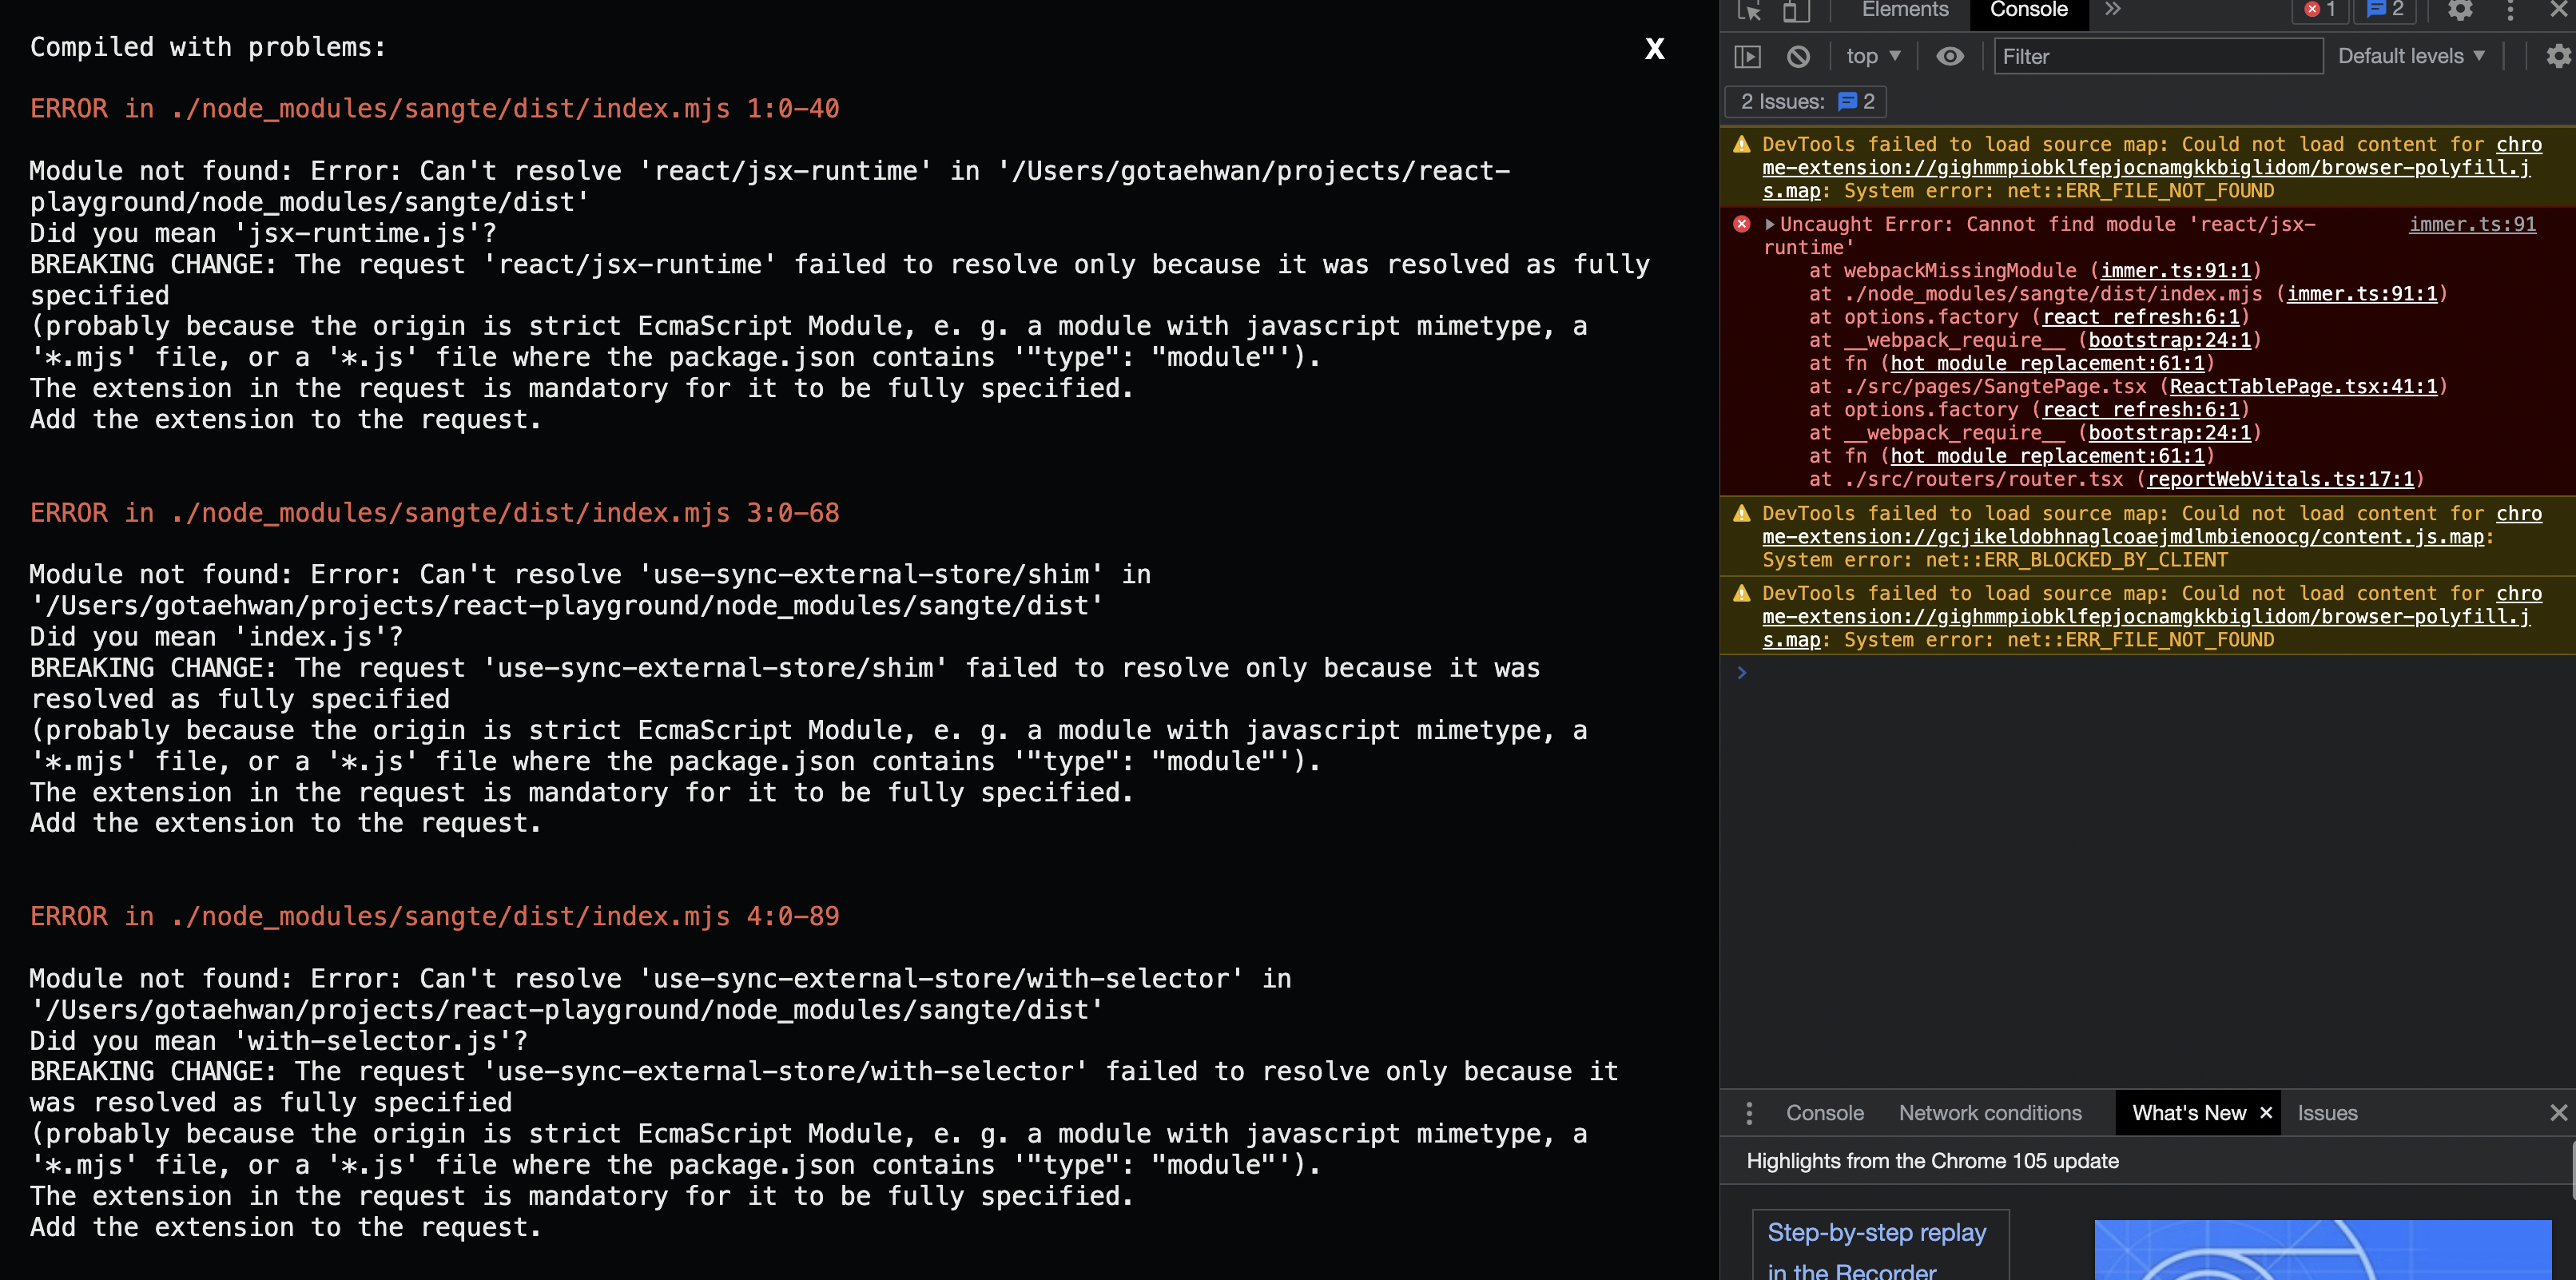 Compiled with problems:
X
ERROR in ./node_modules/sangte/dist/index.mjs 1:0-40
Module not found: Error: Can't resolve 'react/jsx-runtime' in '/Users/gotaehwan/projects/react-
playground/node_modules/sangte/dist'
Did you mean 'jsx-runtime.js'?
BREAKING CHANGE: The request 'react/jsx-runtime' failed to resolve only because it was resolved as fully
specified
(probably because the origin is strict EcmaScript Module, e. g. a module with javascript mimetype, a
'*.mjs' file, or a '*.js' file where the package.json contains '"type": "module"').
The extension in the request is mandatory for it to be fully specified.
Add the extension to the request.
ERROR in ./node_modules/sangte/dist/index.mjs 3:0-68
Module not found: Error: Can't resolve 'use-sync-external-store/shim' in
'/Users/gotaehwan/projects/react-playground/node_modules/sangte/dist'
Did you mean 'index.js'?
BREAKING CHANGE: The request 'use-sync-external-store/shim' failed to resolve only because it was
resolved as fully specified
(probably because the origin is strict EcmaScript Module, e. g. a module with javascript mimetype, a
'*.mjs' file, or a '*.js' file where the package.json contains '"type": "module"').
The extension in the request is mandatory for it to be fully specified.
Add the extension to the request.
ERROR in ./node_modules/sangte/dist/index.mjs 4:0-89
Module not found: Error: Can't resolve 'use-sync-external-store/with-selector' in
'/Users/gotaehwan/projects/react-playground/node_modules/sangte/dist'
Did you mean 'with-selector.js'?
BREAKING CHANGE: The request 'use-sync-external-store/with-selector' failed to resolve only because it
was resolved as fully specified
(probably because the origin is strict EcmaScript Module, e. g. a module with javascript mimetype, a
'*.mjs' file, or a '*.js' file where the package.json contains '"type": "module"').
The extension in the request is mandatory for it to be fully specified.
Add the extension to the request.
Elements Console 1 2
top Filter Default levels
2 Issues: 2
DevTools failed to load source map: Could not load content for chro
me-extension://gighmmpiobklfepjocnamgkkbiglidom/browser-polyfill.j
s.map: System error: net::ERR_FILE_NOT_FOUND
Uncaught Error: Cannot find module 'react/jsx- immer.ts:91
runtime'
at webpackMissingModule (immer.ts:91:1)
at ./node_modules/sangte/dist/index.mjs (immer.ts:91:1)
at options.factory (react refresh:6:1)
at __webpack_require__ (bootstrap:24:1)
at fn (hot module replacement:61:1)
at ./src/pages/SangtePage.tsx (ReactTablePage.tsx:41:1)
at options.factory (react refresh:6:1)
at __webpack_require__ (bootstrap:24:1)
at fn (hot module replacement:61:1)
at ./src/routers/router.tsx (reportWebVitals.ts:17:1)
DevTools failed to load source map: Could not load content for chro
me-extension://gcjikeldobhnaglcoaejmdlmbienoocg/content.js.map:
System error: net::ERR_BLOCKED_BY_CLIENT
DevTools failed to load source map: Could not load content for chro
me-extension://gighmmpiobklfepjocnamgkkbiglidom/browser-polyfill.j
s.map: System error: net::ERR_FILE_NOT_FOUND
Console Network conditions What's New Issues
Highlights from the Chrome 105 update
Step-by-step replay
in the Recorder